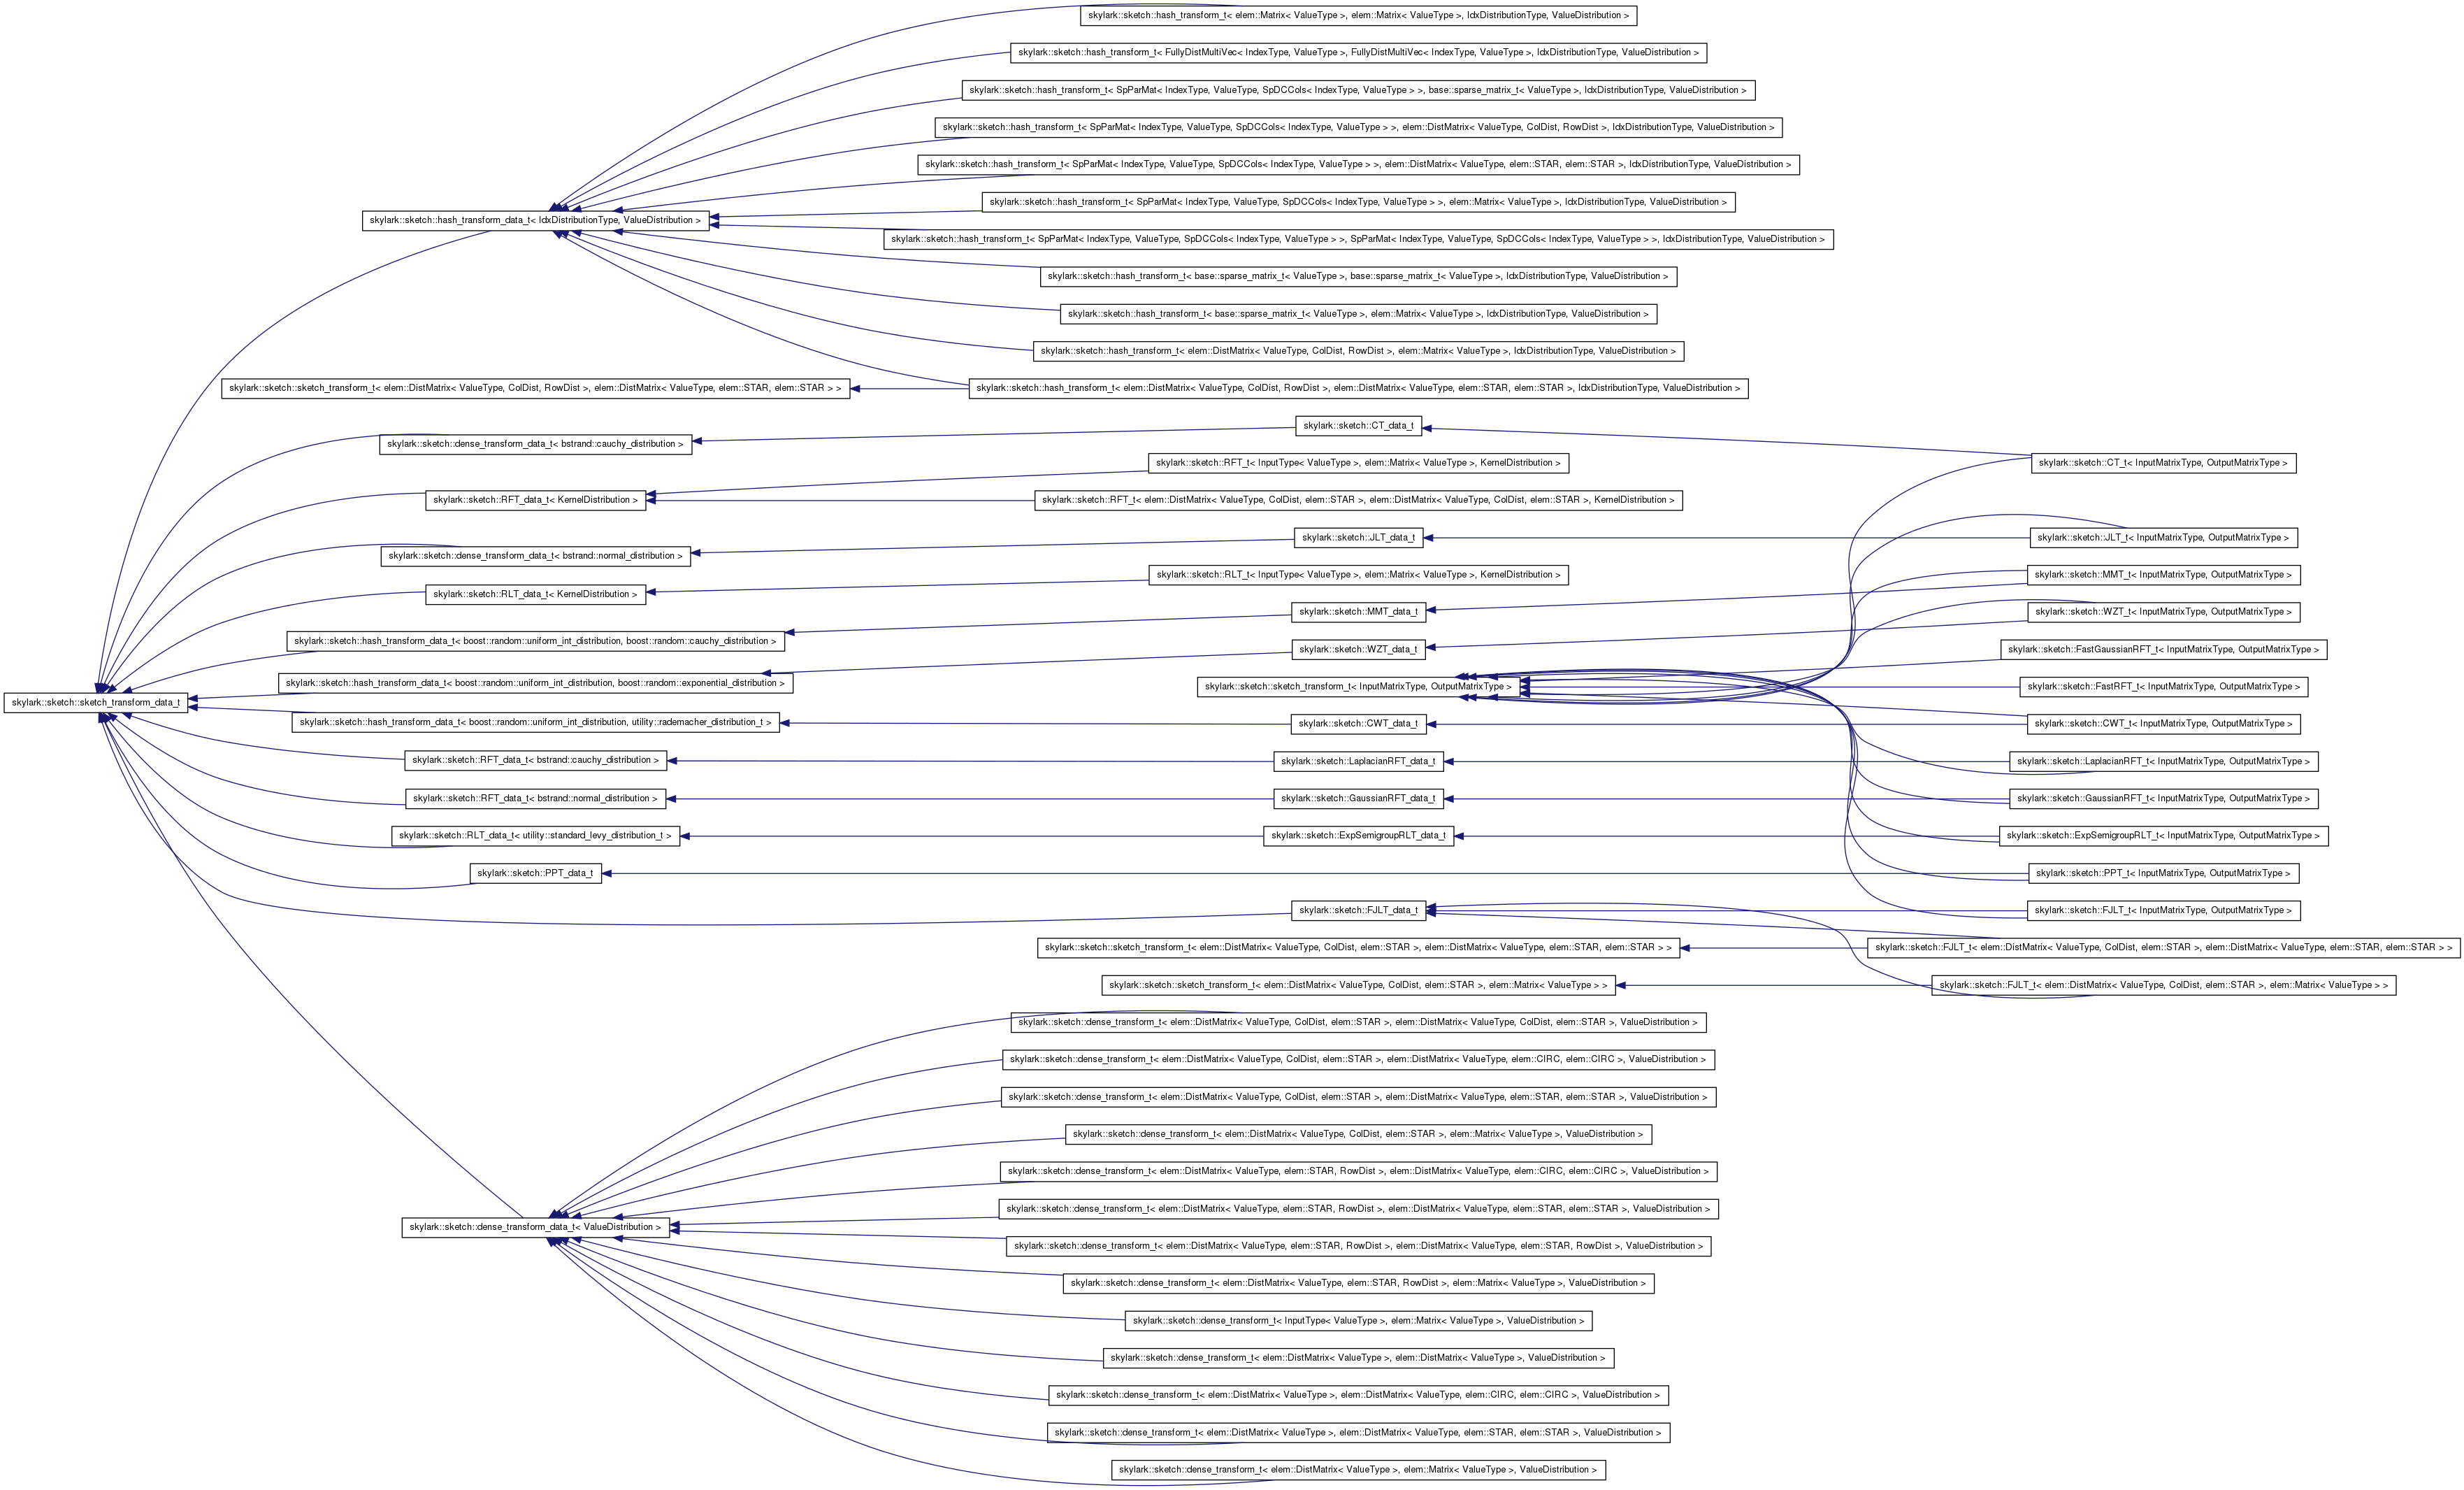 skylark::sketch::hash_transform_t< elem::Matrix< ValueType >, elem::Matrix< ValueType >, IdxDistributionType, ValueDistribution >
skylark::sketch::hash_transform_t< FullyDistMultiVec< IndexType, ValueType >, FullyDistMultiVec< IndexType, ValueType >, IdxDistributionType, ValueDistribution >
skylark::sketch::hash_transform_t< SpParMat< IndexType, ValueType, SpDCCols< IndexType, ValueType > >, base::sparse_matrix_t< ValueType >, IdxDistributionType, ValueDistribution >
skylark::sketch::hash_transform_t< SpParMat< IndexType, ValueType, SpDCCols< IndexType, ValueType > >, elem::DistMatrix< ValueType, ColDist, RowDist >, IdxDistributionType, ValueDistribution >
skylark::sketch::hash_transform_t< SpParMat< IndexType, ValueType, SpDCCols< IndexType, ValueType > >, elem::DistMatrix< ValueType, elem::STAR, elem::STAR >, IdxDistributionType, ValueDistribution >
skylark::sketch::hash_transform_t< SpParMat< IndexType, ValueType, SpDCCols< IndexType, ValueType > >, elem::Matrix< ValueType >, IdxDistributionType, ValueDistribution >
skylark::sketch::hash_transform_data_t< IdxDistributionType, ValueDistribution >
skylark::sketch::hash_transform_t< SpParMat< IndexType, ValueType, SpDCCols< IndexType, ValueType > >, SpParMat< IndexType, ValueType, SpDCCols< IndexType, ValueType > >, IdxDistributionType, ValueDistribution >
skylark::sketch::hash_transform_t< base::sparse_matrix_t< ValueType >, base::sparse_matrix_t< ValueType >, IdxDistributionType, ValueDistribution >
skylark::sketch::hash_transform_t< base::sparse_matrix_t< ValueType >, elem::Matrix< ValueType >, IdxDistributionType, ValueDistribution >
skylark::sketch::hash_transform_t< elem::DistMatrix< ValueType, ColDist, RowDist >, elem::Matrix< ValueType >, IdxDistributionType, ValueDistribution >
skylark::sketch::sketch_transform_t< elem::DistMatrix< ValueType, ColDist, RowDist >, elem::DistMatrix< ValueType, elem::STAR, elem::STAR > >
skylark::sketch::hash_transform_t< elem::DistMatrix< ValueType, ColDist, RowDist >, elem::DistMatrix< ValueType, elem::STAR, elem::STAR >, IdxDistributionType, ValueDistribution >
skylark::sketch::CT_data_t
skylark::sketch::dense_transform_data_t< bstrand::cauchy_distribution >
skylark::sketch::RFT_t< InputType< ValueType >, elem::Matrix< ValueType >, KernelDistribution >
skylark::sketch::CT_t< InputMatrixType, OutputMatrixType >
skylark::sketch::RFT_data_t< KernelDistribution >
skylark::sketch::RFT_t< elem::DistMatrix< ValueType, ColDist, elem::STAR >, elem::DistMatrix< ValueType, ColDist, elem::STAR >, KernelDistribution >
skylark::sketch::JLT_data_t
skylark::sketch::JLT_t< InputMatrixType, OutputMatrixType >
skylark::sketch::dense_transform_data_t< bstrand::normal_distribution >
skylark::sketch::RLT_t< InputType< ValueType >, elem::Matrix< ValueType >, KernelDistribution >
skylark::sketch::MMT_t< InputMatrixType, OutputMatrixType >
skylark::sketch::RLT_data_t< KernelDistribution >
skylark::sketch::MMT_data_t
skylark::sketch::WZT_t< InputMatrixType, OutputMatrixType >
skylark::sketch::hash_transform_data_t< boost::random::uniform_int_distribution, boost::random::cauchy_distribution >
skylark::sketch::WZT_data_t
skylark::sketch::FastGaussianRFT_t< InputMatrixType, OutputMatrixType >
skylark::sketch::hash_transform_data_t< boost::random::uniform_int_distribution, boost::random::exponential_distribution >
skylark::sketch::sketch_transform_t< InputMatrixType, OutputMatrixType >
skylark::sketch::FastRFT_t< InputMatrixType, OutputMatrixType >
skylark::sketch::sketch_transform_data_t
skylark::sketch::hash_transform_data_t< boost::random::uniform_int_distribution, utility::rademacher_distribution_t >
skylark::sketch::CWT_data_t
skylark::sketch::CWT_t< InputMatrixType, OutputMatrixType >
skylark::sketch::RFT_data_t< bstrand::cauchy_distribution >
skylark::sketch::LaplacianRFT_data_t
skylark::sketch::LaplacianRFT_t< InputMatrixType, OutputMatrixType >
skylark::sketch::RFT_data_t< bstrand::normal_distribution >
skylark::sketch::GaussianRFT_data_t
skylark::sketch::GaussianRFT_t< InputMatrixType, OutputMatrixType >
skylark::sketch::RLT_data_t< utility::standard_levy_distribution_t >
skylark::sketch::ExpSemigroupRLT_data_t
skylark::sketch::ExpSemigroupRLT_t< InputMatrixType, OutputMatrixType >
skylark::sketch::PPT_data_t
skylark::sketch::PPT_t< InputMatrixType, OutputMatrixType >
skylark::sketch::FJLT_data_t
skylark::sketch::FJLT_t< InputMatrixType, OutputMatrixType >
skylark::sketch::sketch_transform_t< elem::DistMatrix< ValueType, ColDist, elem::STAR >, elem::DistMatrix< ValueType, elem::STAR, elem::STAR > >
skylark::sketch::FJLT_t< elem::DistMatrix< ValueType, ColDist, elem::STAR >, elem::DistMatrix< ValueType, elem::STAR, elem::STAR > >
skylark::sketch::sketch_transform_t< elem::DistMatrix< ValueType, ColDist, elem::STAR >, elem::Matrix< ValueType > >
skylark::sketch::FJLT_t< elem::DistMatrix< ValueType, ColDist, elem::STAR >, elem::Matrix< ValueType > >
skylark::sketch::dense_transform_t< elem::DistMatrix< ValueType, ColDist, elem::STAR >, elem::DistMatrix< ValueType, ColDist, elem::STAR >, ValueDistribution >
skylark::sketch::dense_transform_t< elem::DistMatrix< ValueType, ColDist, elem::STAR >, elem::DistMatrix< ValueType, elem::CIRC, elem::CIRC >, ValueDistribution >
skylark::sketch::dense_transform_t< elem::DistMatrix< ValueType, ColDist, elem::STAR >, elem::DistMatrix< ValueType, elem::STAR, elem::STAR >, ValueDistribution >
skylark::sketch::dense_transform_t< elem::DistMatrix< ValueType, ColDist, elem::STAR >, elem::Matrix< ValueType >, ValueDistribution >
skylark::sketch::dense_transform_t< elem::DistMatrix< ValueType, elem::STAR, RowDist >, elem::DistMatrix< ValueType, elem::CIRC, elem::CIRC >, ValueDistribution >
skylark::sketch::dense_transform_t< elem::DistMatrix< ValueType, elem::STAR, RowDist >, elem::DistMatrix< ValueType, elem::STAR, elem::STAR >, ValueDistribution >
skylark::sketch::dense_transform_data_t< ValueDistribution >
skylark::sketch::dense_transform_t< elem::DistMatrix< ValueType, elem::STAR, RowDist >, elem::DistMatrix< ValueType, elem::STAR, RowDist >, ValueDistribution >
skylark::sketch::dense_transform_t< elem::DistMatrix< ValueType, elem::STAR, RowDist >, elem::Matrix< ValueType >, ValueDistribution >
skylark::sketch::dense_transform_t< InputType< ValueType >, elem::Matrix< ValueType >, ValueDistribution >
skylark::sketch::dense_transform_t< elem::DistMatrix< ValueType >, elem::DistMatrix< ValueType >, ValueDistribution >
skylark::sketch::dense_transform_t< elem::DistMatrix< ValueType >, elem::DistMatrix< ValueType, elem::CIRC, elem::CIRC >, ValueDistribution >
skylark::sketch::dense_transform_t< elem::DistMatrix< ValueType >, elem::DistMatrix< ValueType, elem::STAR, elem::STAR >, ValueDistribution >
skylark::sketch::dense_transform_t< elem::DistMatrix< ValueType >, elem::Matrix< ValueType >, ValueDistribution >